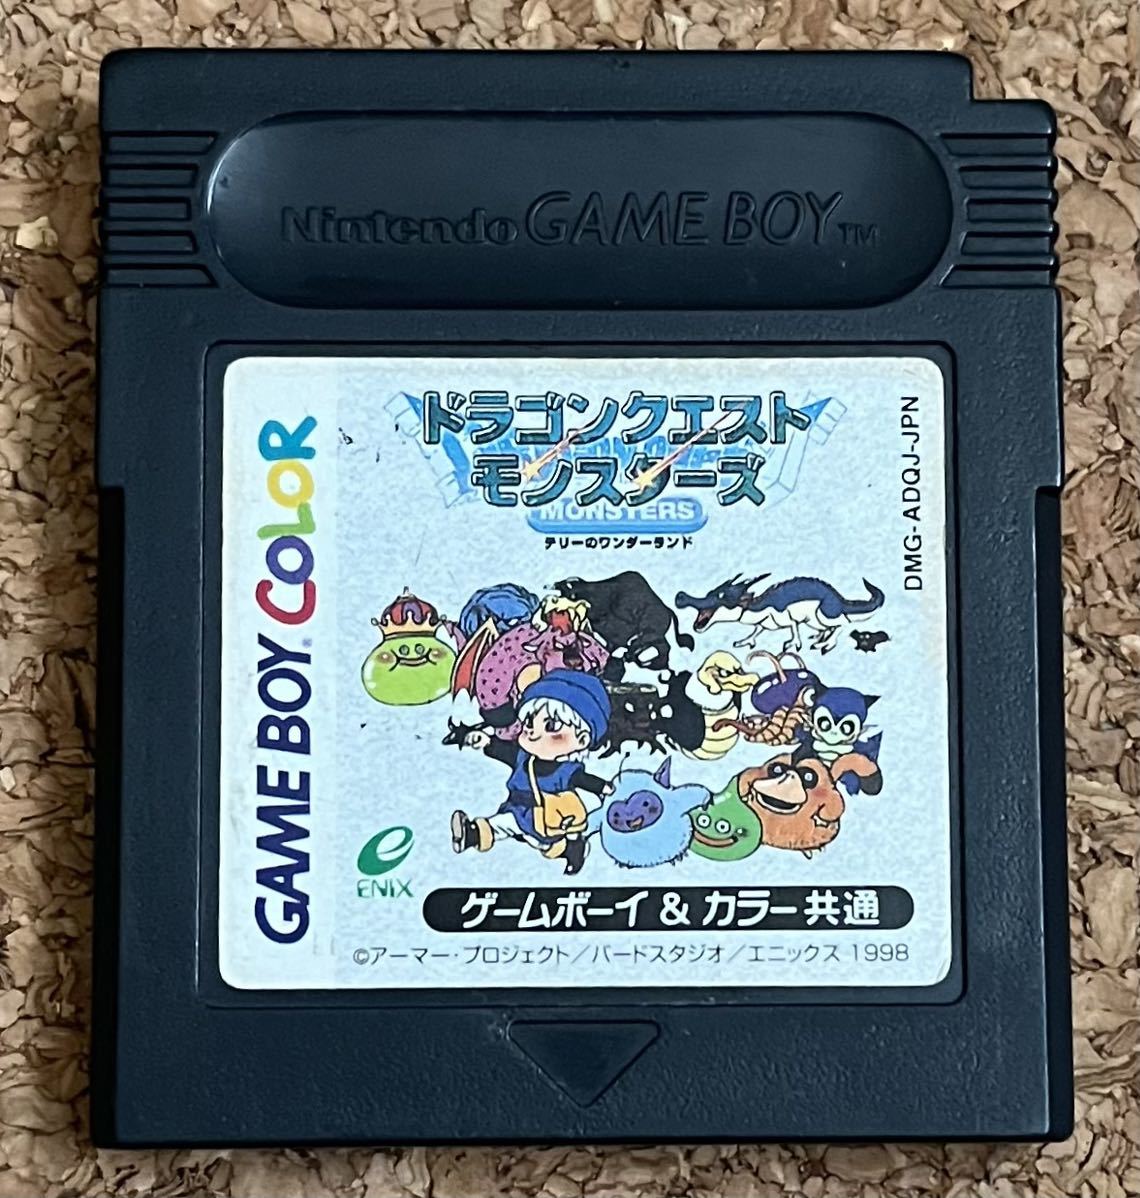 Nintendo GAME BOY™
GAME BOY COLOR
ドラゴンクエスト
モンスターズ
MONSTERS
テリーのワンダーランド
DMG-ADQJ-JPN
ENIX
ゲームボーイ & カラー共通
©アーマー・プロジェクト/バードスタジオ/エニックス 1998